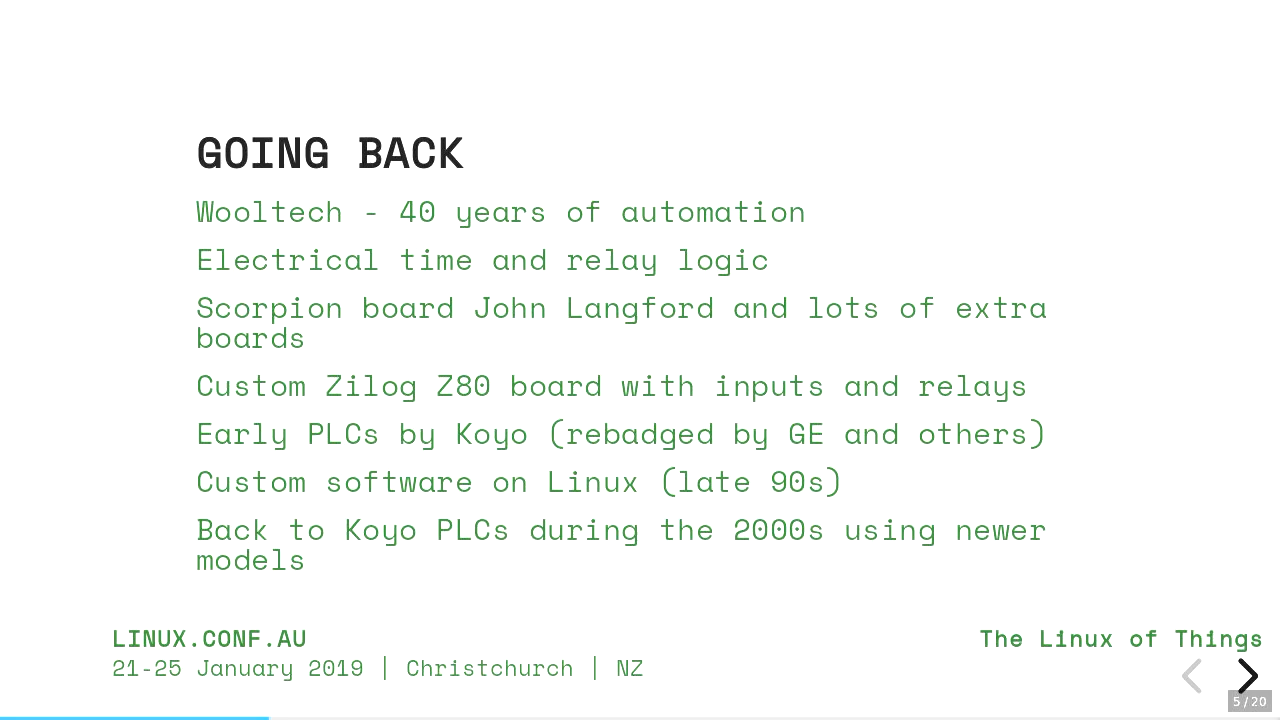 GOING BACK
Wooltech - 40 years of automation
Electrical time and relay logic
Scorpion board John Langford and lots of extra
boards
Custom Zilog Z80 board with inputs and relays
Early PLCs by Koyo (rebadged by GE and others)
Custom software on Linux (late 90s)
Back to Koyo PLCs during the 2000s using newer
models
LINUX.CONF.AU
21-25 January 2019 | Christchurch | NZ
The Linux of Things
5 / 20